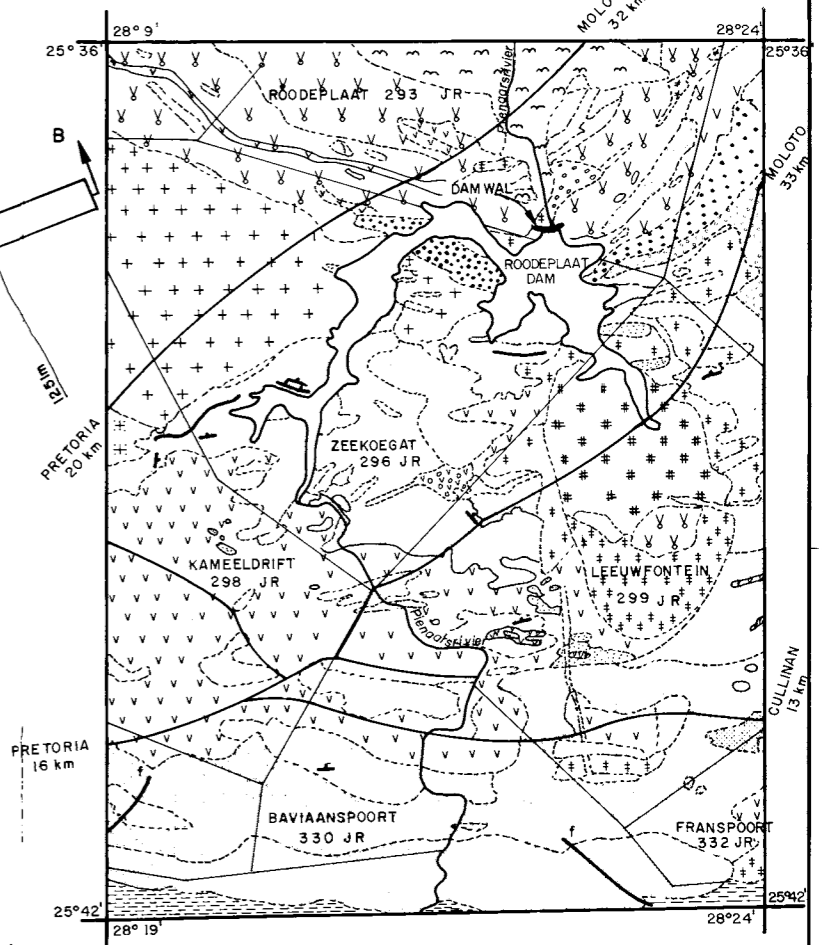 MOLO
32 km
28°9'
28°24'
25°36'
25°36
Pienaarsrivier
ROODEPLAAT 293 JR
B
MOLOTO
33 km
DAM WAL
ROODEPLAAT
DAM
125 1m
PRETORIA
20 km
ZEEKOEGAT
296 JR
KAMEELDRIFT
298 JR
LEEUWFONTEIN
299 JR
Pienaarsrivier
CULLINAN
13 km
PRETORIA
16 km
f
f
BAVIAANSPOORT
330 JR
f
FRANSPOORT
332 JR
25°42'
25°42'
28°19'
28°24'